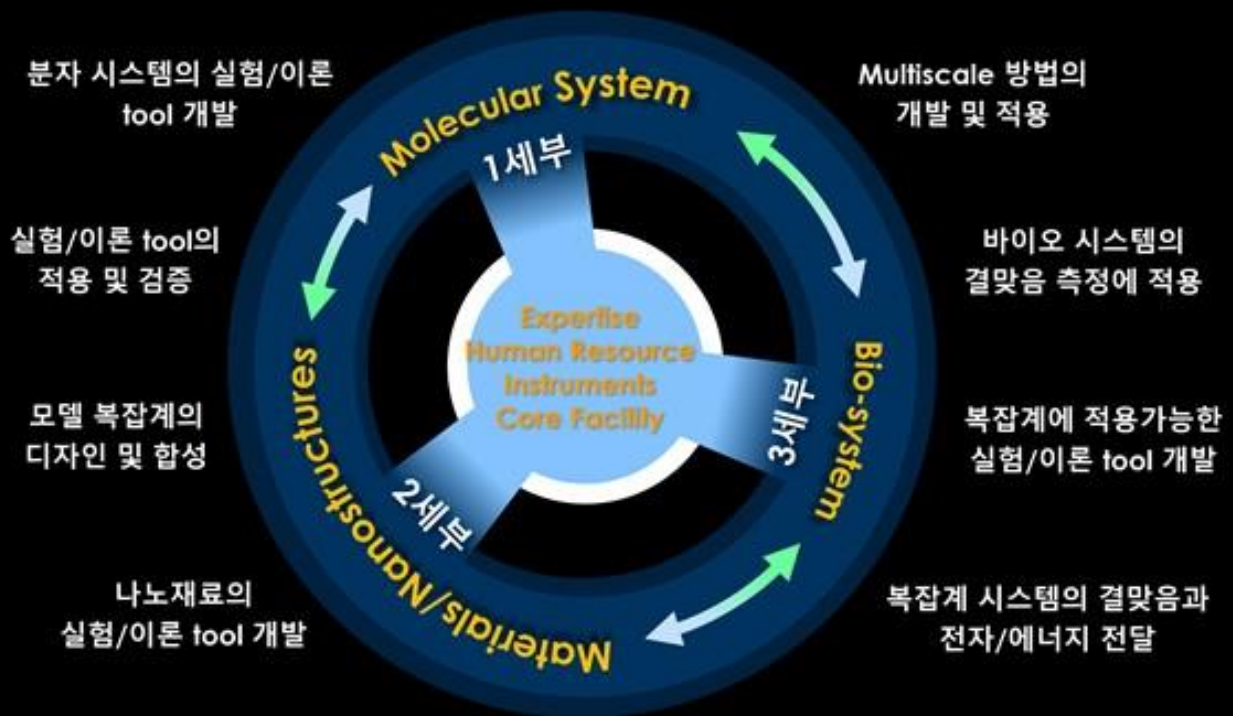 분자 시스템의 실험/이론
tool 개발
실험/이론 tool의
적용 및 검증
모델 복잡계의
디자인 및 합성
나노재료의
실험/이론 tool 개발
Molecular System
1세부
Expertise
Human Resource
Instruments
Core Facility
2세부
Materials/Nanostructures
3세부
Bio-system
Multiscale 방법의
개발 및 적용
바이오 시스템의
결맞음 측정에 적용
복잡계에 적용가능한
실험/이론 tool 개발
복잡계 시스템의 결맞음과
전자/에너지 전달